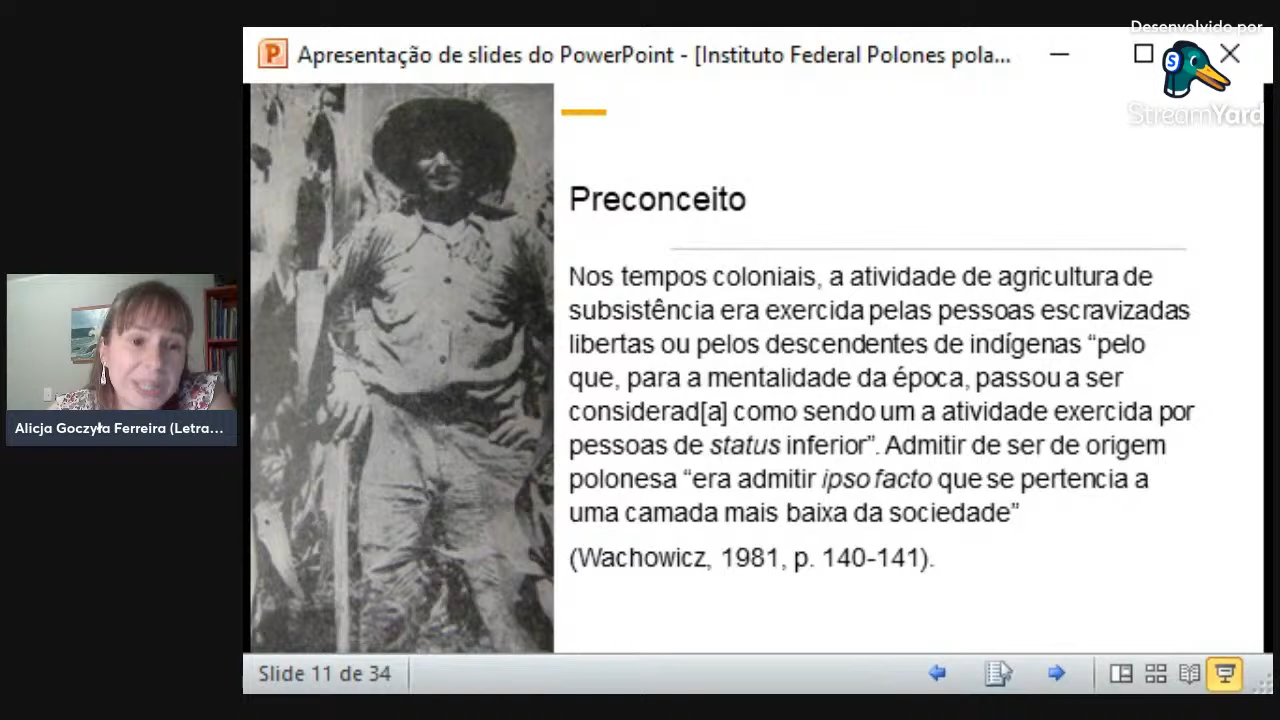 Desenvolvido por
StreamYard
Apresentação de slides do PowerPoint - [Instituto Federal Polones pola...
Preconceito
Nos tempos coloniais, a atividade de agricultura de
subsistência era exercida pelas pessoas escravizadas
libertas ou pelos descendentes de indígenas “pelo
que, para a mentalidade da época, passou a ser
considerad[a] como sendo um a atividade exercida por
pessoas de status inferior”. Admitir de ser de origem
polonesa “era admitir ipso facto que se pertencia a
uma camada mais baixa da sociedade”
(Wachowicz, 1981, p. 140-141).
Alicja Goczyła Ferreira (Letra...
Slide 11 de 34